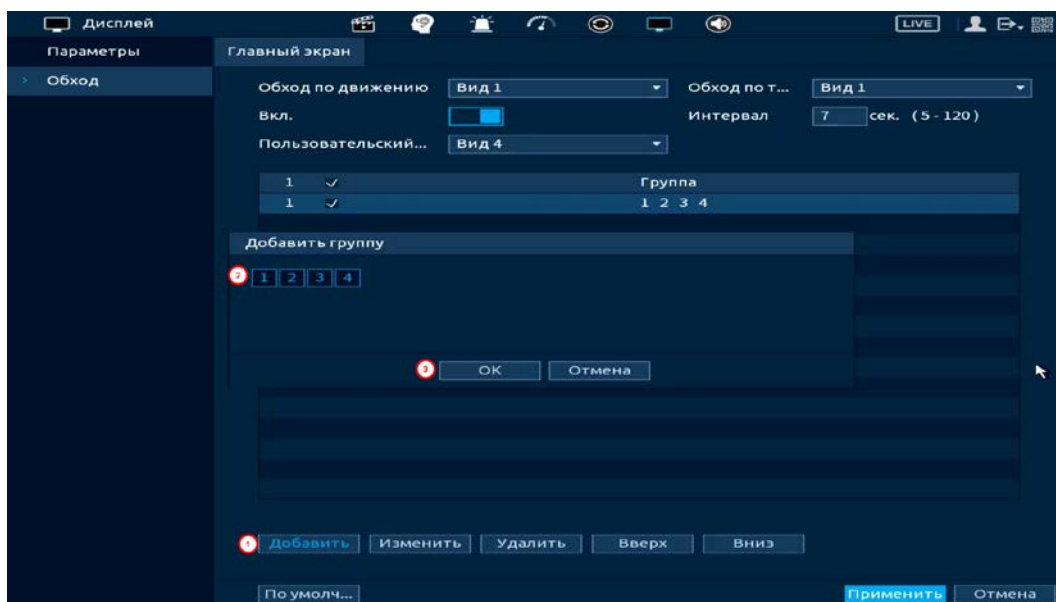 Дисплей LIVE
Параметры Главный экран
Обход
Обход по движению Вид 1 Обход по т... Вид 1
Вкл. Интервал 7 сек. (5-120)
Пользовательский... Вид 4
1 Группа
1 1 2 3 4
Добавить группу
2 1 2 3 4
3 ОК Отмена
1 Добавить Изменить Удалить Вверх Вниз
По умолч... Применить Отмена